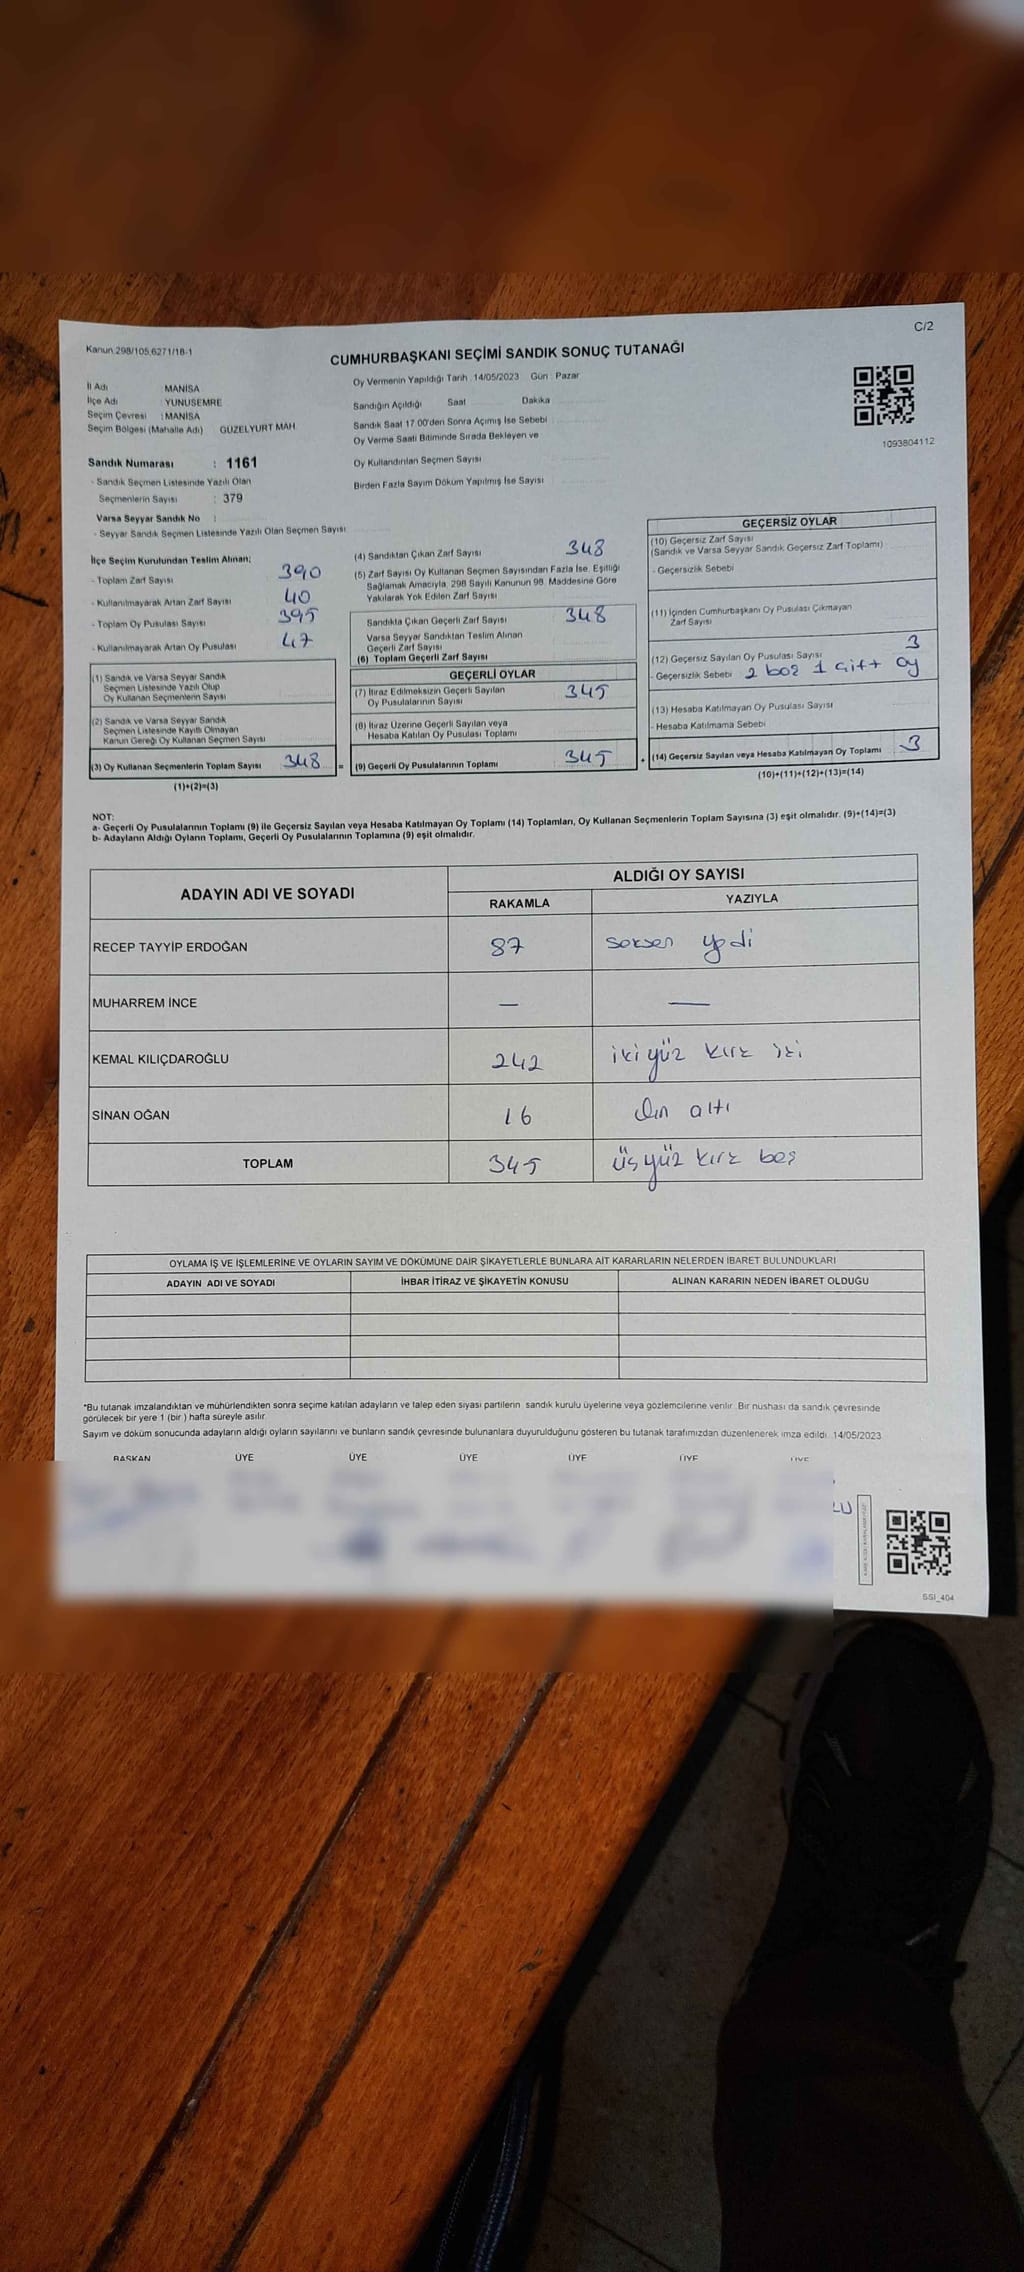 C/2
Kanun 298/105,6271/18-1
CUMHURBAŞKANI SEÇİMİ SANDIK SONUÇ TUTANAĞI
İl Adı : MANİSA
İlçe Adı : YUNUSEMRE
Seçim Çevresi : MANİSA
Seçim Bölgesi (Mahalle Adı) GÜZELYURT MAH.
Sandık Numarası : 1161
- Sandık Seçmen Listesinde Yazılı Olan
Seçmenlerin Sayısı : 379
Varsa Seyyar Sandık No :
- Seyyar Sandık Seçmen Listesinde Yazılı Olan Seçmen Sayısı:
Oy Vermenin Yapıldığı Tarih :14/05/2023 Gün : Pazar
Sandığın Açıldığı Saat Dakika
Sandık Saat 17.00'den Sonra Açımış İse Sebebi
Oy Verme Saati Bitiminde Sırada Bekleyen ve
Oy Kullandırılan Seçmen Sayısı
Birden Fazla Sayım Döküm Yapılmış İse Sayısı
1093804112
İlçe Seçim Kurulundan Teslim Alınan;
- Toplam Zarf Sayısı 390
- Kullanılmayarak Artan Zarf Sayısı 40
- Toplam Oy Pusulası Sayısı 395
- Kullanılmayarak Artan Oy Pusulası 47
(1) Sandık ve Varsa Seyyar Sandık
Seçmen Listesinde Yazılı Olup
Oy Kullanan Seçmenlerin Sayısı
(2) Sandık ve Varsa Seyyar Sandık
Seçmen Listesinde Kayıtlı Olmayan
Kanun Gereği Oy Kullanan Seçmen Sayısı
(3) Oy Kullanan Seçmenlerin Toplam Sayısı 348 =
(1)+(2)=(3)
(4) Sandıktan Çıkan Zarf Sayısı 348
(5) Zarf Sayısı Oy Kullanan Seçmen Sayısından Fazla İse, Eşitliği
Sağlamak Amacıyla, 298 Sayılı Kanunun 98. Maddesine Göre
Yakılarak Yok Edilen Zarf Sayısı
Sandıkta Çıkan Geçerli Zarf Sayısı 348
Varsa Seyyar Sandıktan Teslim Alınan
Geçerli Zarf Sayısı
(6) Toplam Geçerli Zarf Sayısı
GEÇERLİ OYLAR
(7) İtiraz Edilmeksizin Geçerli Sayılan
Oy Pusulalarının Sayısı 345
(8) İtiraz Üzerine Geçerli Sayılan veya
Hesaba Katılan Oy Pusulası Toplamı
(9) Geçerli Oy Pusulalarının Toplamı 345 +
GEÇERSİZ OYLAR
(10) Geçersiz Zarf Sayısı
(Sandık ve Varsa Seyyar Sandık Geçersiz Zarf Toplamı)
- Geçersizlik Sebebi
(11) İçinden Cumhurbaşkanı Oy Pusulası Çıkmayan
Zarf Sayısı
(12) Geçersiz Sayılan Oy Pusulası Sayısı 3
- Geçersizlik Sebebi 2 boş 1 çift oy
(13) Hesaba Katılmayan Oy Pusulası Sayısı
- Hesaba Katılmama Sebebi
(14) Geçersiz Sayılan veya Hesaba Katılmayan Oy Toplamı 3
(10)+(11)+(12)+(13)=(14)
NOT:
a- Geçerli Oy Pusulalarının Toplamı (9) ile Geçersiz Sayılan veya Hesaba Katılmayan Oy Toplamı (14) Toplamları, Oy Kullanan Seçmenlerin Toplam Sayısına (3) eşit olmalıdır. (9)+(14)=(3)
b- Adayların Aldığı Oyların Toplamı, Geçerli Oy Pusulalarının Toplamına (9) eşit olmalıdır.
ADAYIN ADI VE SOYADI ALDIĞI OY SAYISI
RAKAMLA YAZIYLA
RECEP TAYYİP ERDOĞAN 87 seksen yedi
MUHARREM İNCE — —
KEMAL KILIÇDAROĞLU 242 iki yüz kırk iki
SİNAN OĞAN 16 On altı
TOPLAM 345 üç yüz kırk beş
OYLAMA İŞ VE İŞLEMLERİNE VE OYLARIN SAYIM VE DÖKÜMÜNE DAİR ŞİKAYETLERLE BUNLARA AİT KARARLARIN NELERDEN İBARET BULUNDUKLARI
ADAYIN ADI VE SOYADI İHBAR İTİRAZ VE ŞİKAYETİN KONUSU ALINAN KARARIN NEDEN İBARET OLDUĞU
*Bu tutanak imzalandıktan ve mühürlendikten sonra seçime katılan adayların ve talep eden siyasi partilerin sandık kurulu üyelerine veya gözlemcilerine verilir. Bir nüshası da sandık çevresinde
görülecek bir yere 1 (bir ) hafta süreyle asılır.
Sayım ve döküm sonucunda adayların aldığı oyların sayılarını ve bunların sandık çevresinde bulunanlara duyurulduğunu gösteren bu tutanak tarafımızdan düzenlenerek imza edildi. 14/05/2023
BAŞKAN ÜYE ÜYE ÜYE ÜYE ÜYE ÜYE
LU
SSI_404